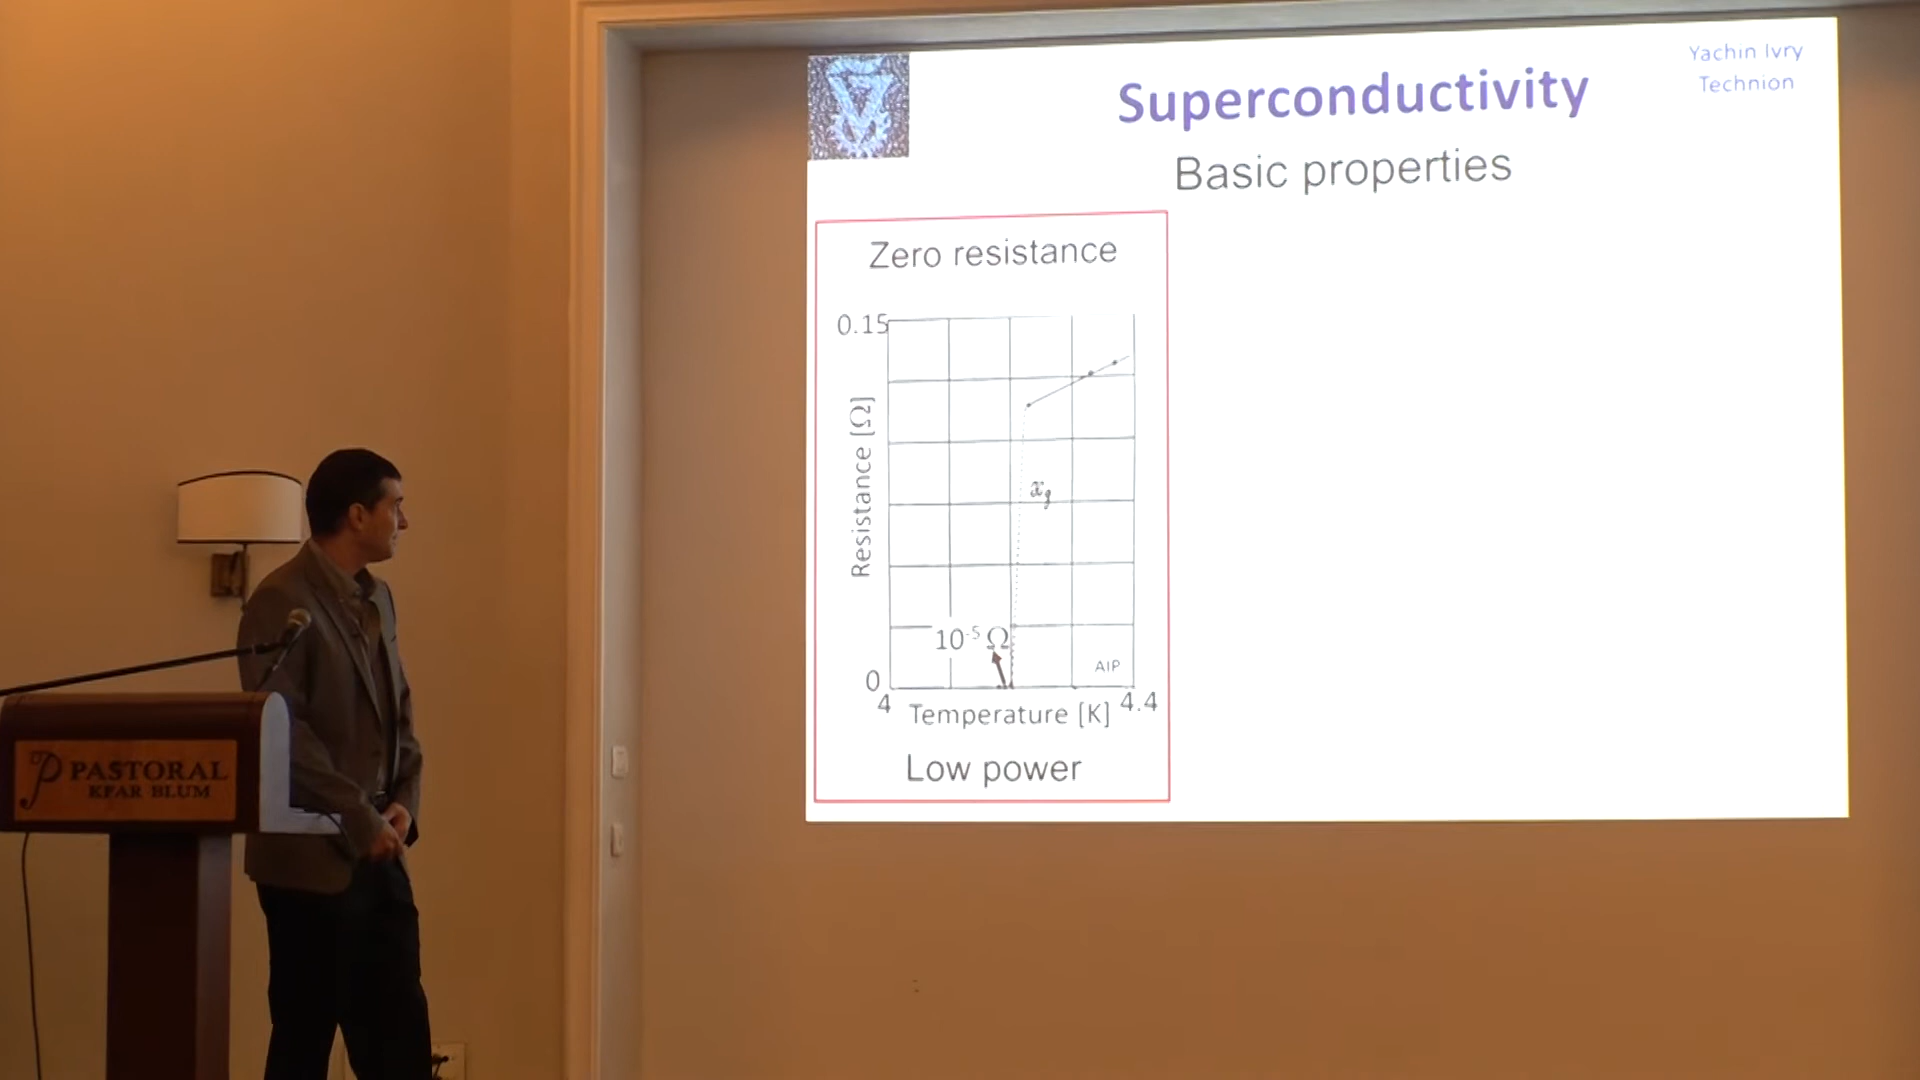 Yachin Ivry
Technion
Superconductivity
Basic properties
Zero resistance
0.15
Resistance [Ω]
10⁻⁵ Ω
AIP
0
4
4.4
Temperature [K]
Low power
PASTORAL
KFAR BLUM